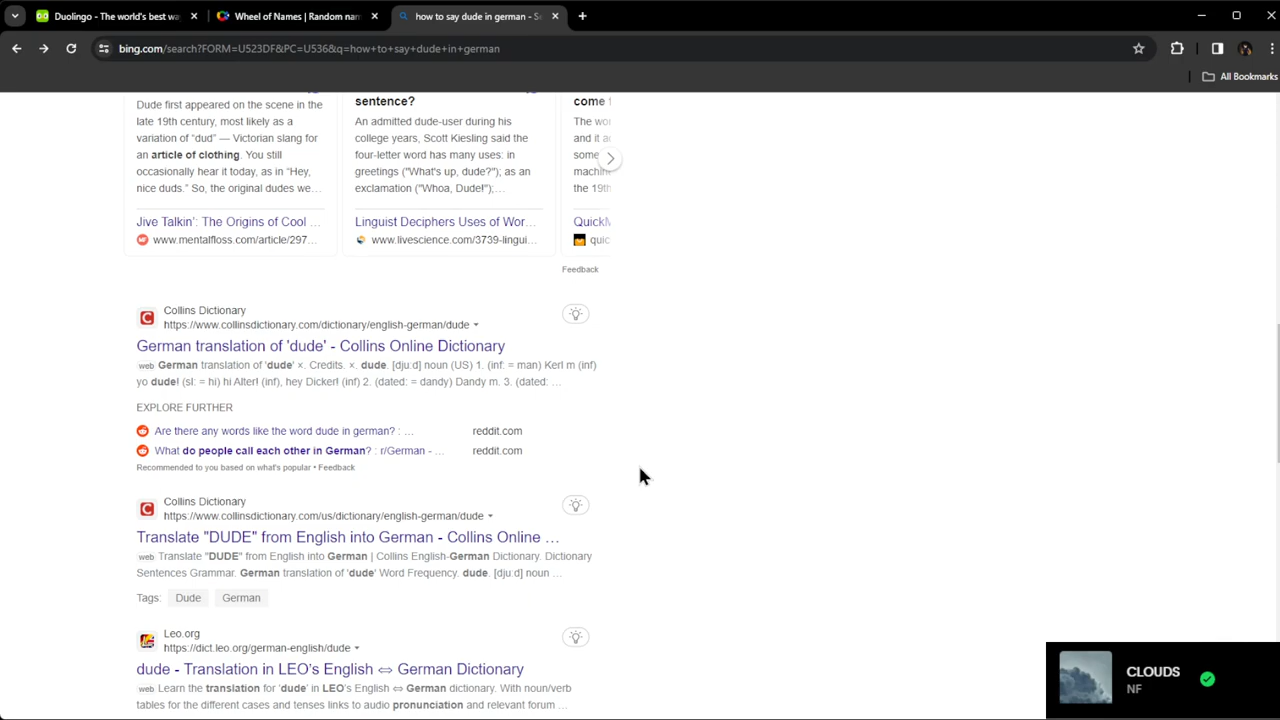 Duolingo - The world's best wa
Wheel of Names | Random nam
how to say dude in german - Se
bing.com/search?FORM=U523DF&PC=U536&q=how+to+say+dude+in+german
All Bookmarks
Dude first appeared on the scene in the
late 19th century, most likely as a
variation of “dud” — Victorian slang for
an article of clothing. You still
occasionally hear it today, as in “Hey,
nice duds.” So, the original dudes we…
Jive Talkin’: The Origins of Cool …
www.mentalfloss.com/article/297…
sentence?
An admitted dude-user during his
college years, Scott Kiesling said the
four-letter word has many uses: in
greetings ("What's up, dude?"); as an
exclamation ("Whoa, Dude!");…
Linguist Deciphers Uses of Wor…
www.livescience.com/3739-lingui…
come
The
and it
some
machin
the 19th
QuickM
quic
Feedback
Collins Dictionary
https://www.collinsdictionary.com/dictionary/english-german/dude
German translation of 'dude' - Collins Online Dictionary
web German translation of 'dude' ×. Credits. ×. dude. [djuːd] noun (US) 1. (inf: = man) Kerl m (inf)
yo dude! (sl: = hi) hi Alter! (inf), hey Dicker! (inf) 2. (dated: = dandy) Dandy m. 3. (dated: …
EXPLORE FURTHER
Are there any words like the word dude in german? : … reddit.com
What do people call each other in German? : r/German - … reddit.com
Recommended to you based on what's popular • Feedback
Collins Dictionary
https://www.collinsdictionary.com/us/dictionary/english-german/dude
Translate "DUDE" from English into German - Collins Online …
web Translate "DUDE" from English into German | Collins English-German Dictionary. Dictionary
Sentences Grammar. German translation of 'dude' Word Frequency. dude. [djuːd] noun …
Tags: Dude German
Leo.org
https://dict.leo.org/german-english/dude
dude - Translation in LEO’s English ⇔ German Dictionary
web Learn the translation for ‘dude’ in LEO’s English ⇔ German dictionary. With noun/verb
tables for the different cases and tenses links to audio pronunciation and relevant forum …
CLOUDS
NF